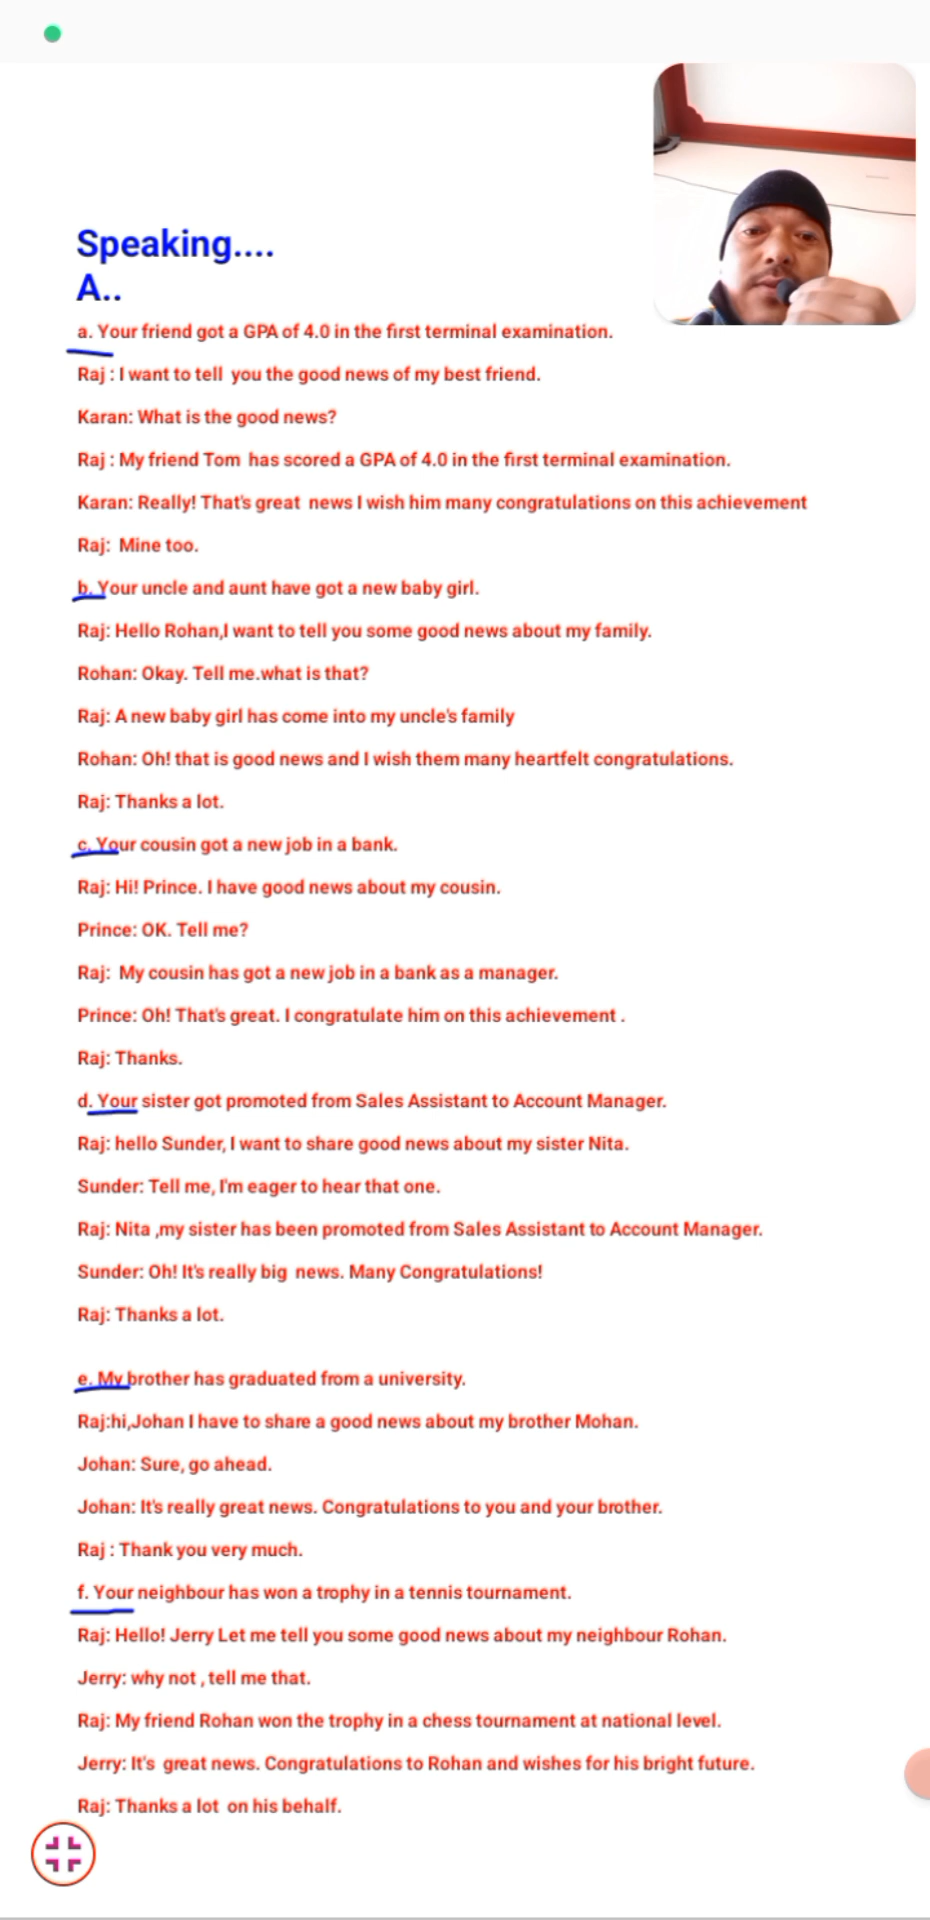 Speaking....
A..
a. Your friend got a GPA of 4.0 in the first terminal examination.
Raj : I want to tell  you the good news of my best friend.
Karan: What is the good news?
Raj : My friend Tom  has scored a GPA of 4.0 in the first terminal examination.
Karan: Really! That's great  news I wish him many congratulations on this achievement
Raj:  Mine too.
b. Your uncle and aunt have got a new baby girl.
Raj: Hello Rohan,I want to tell you some good news about my family.
Rohan: Okay. Tell me.what is that?
Raj: A new baby girl has come into my uncle's family
Rohan: Oh! that is good news and I wish them many heartfelt congratulations.
Raj: Thanks a lot.
c. Your cousin got a new job in a bank.
Raj: Hi! Prince. I have good news about my cousin.
Prince: OK. Tell me?
Raj:  My cousin has got a new job in a bank as a manager.
Prince: Oh! That's great. I congratulate him on this achievement .
Raj: Thanks.
d. Your sister got promoted from Sales Assistant to Account Manager.
Raj: hello Sunder, I want to share good news about my sister Nita.
Sunder: Tell me, I'm eager to hear that one.
Raj: Nita ,my sister has been promoted from Sales Assistant to Account Manager.
Sunder: Oh! It's really big  news. Many Congratulations!
Raj: Thanks a lot.
e. My brother has graduated from a university.
Raj:hi,Johan I have to share a good news about my brother Mohan.
Johan: Sure, go ahead.
Johan: It's really great news. Congratulations to you and your brother.
Raj : Thank you very much.
f. Your neighbour has won a trophy in a tennis tournament.
Raj: Hello! Jerry Let me tell you some good news about my neighbour Rohan.
Jerry: why not , tell me that.
Raj: My friend Rohan won the trophy in a chess tournament at national level.
Jerry: It's  great news. Congratulations to Rohan and wishes for his bright future.
Raj: Thanks a lot  on his behalf.